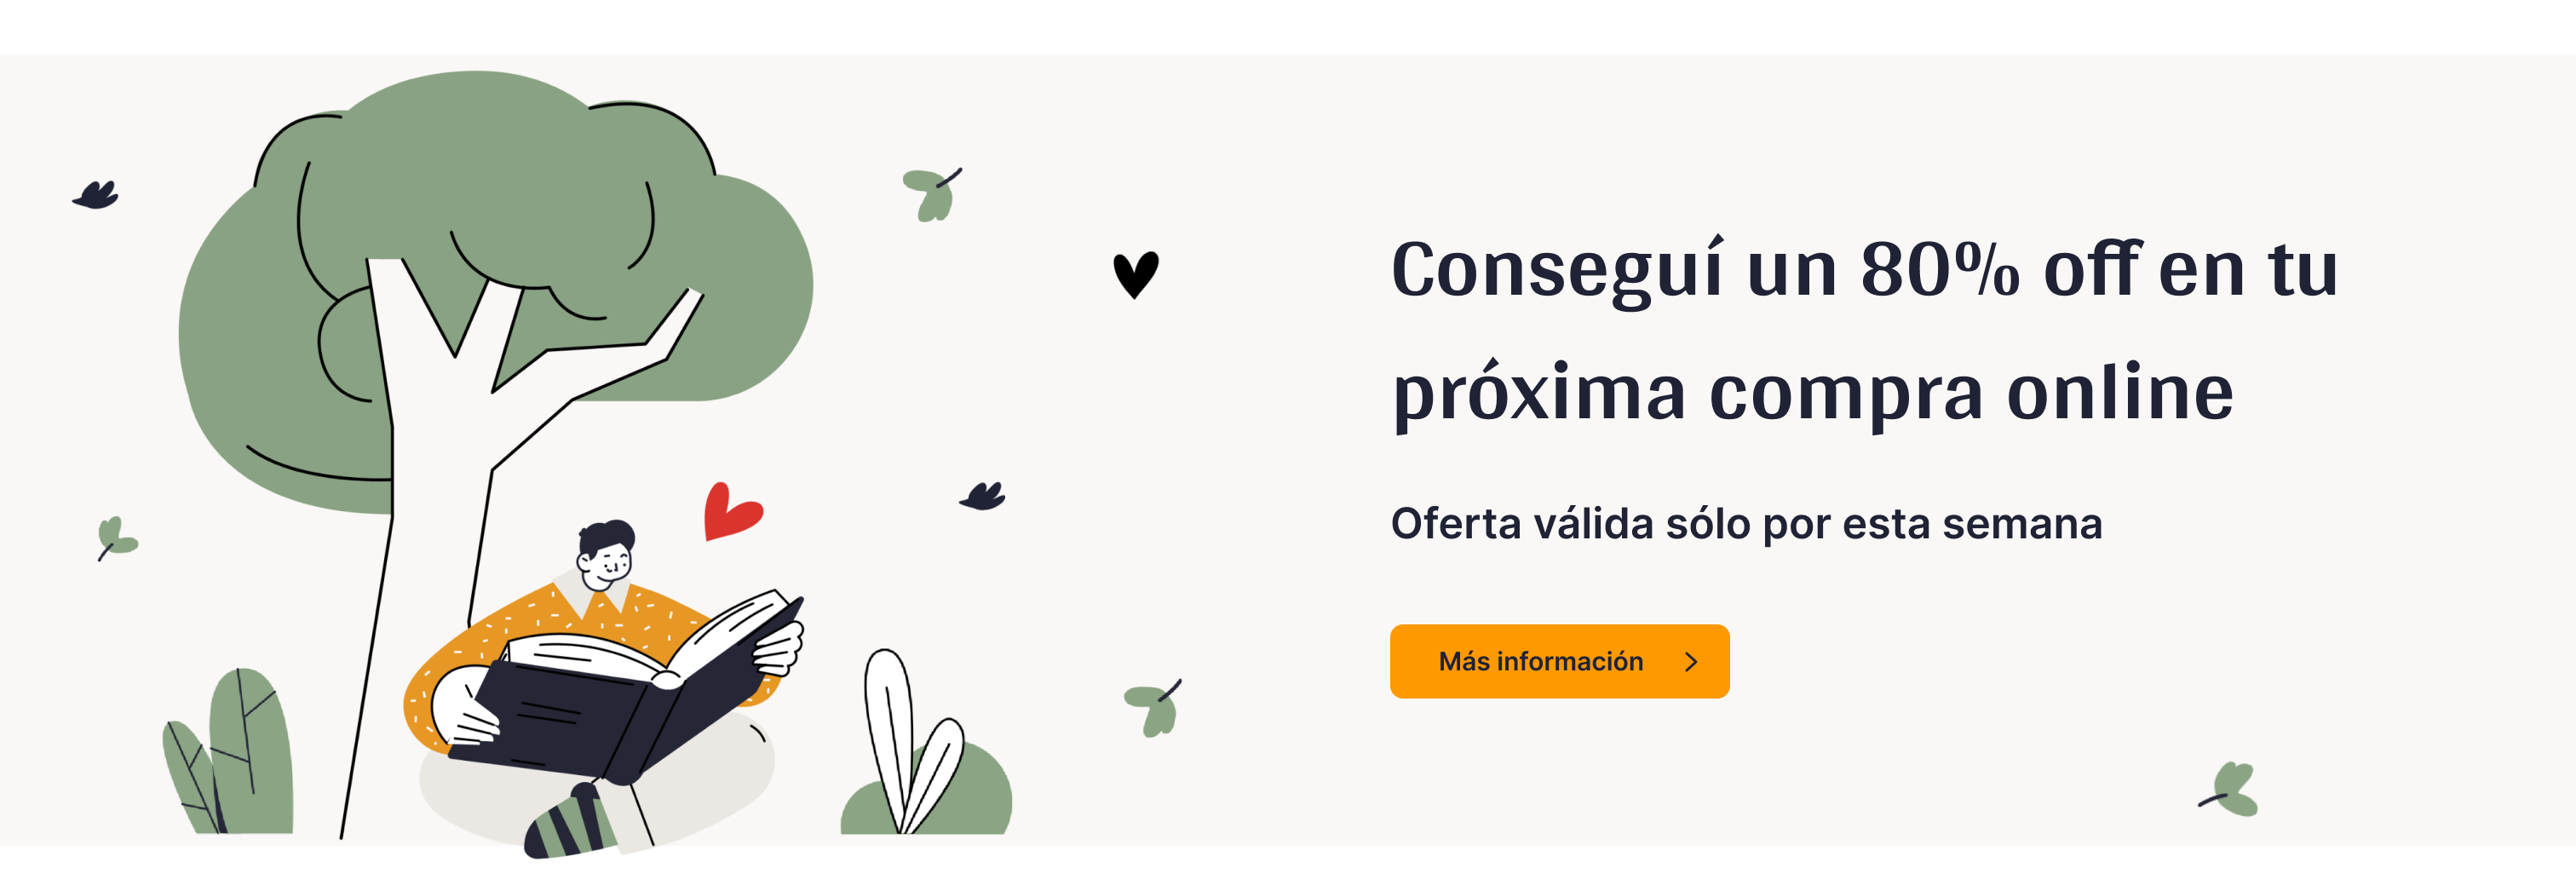 Conseguí un 80% off en tu
próxima compra online
Oferta válida sólo por esta semana
Más información